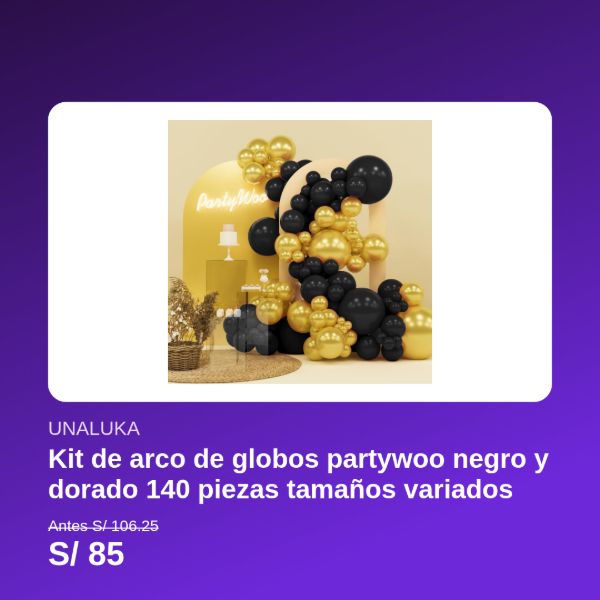 PartyWoo
UNALUKA
Kit de arco de globos partywoo negro y
dorado 140 piezas tamaños variados
Antes S/ 106.25
S/ 85